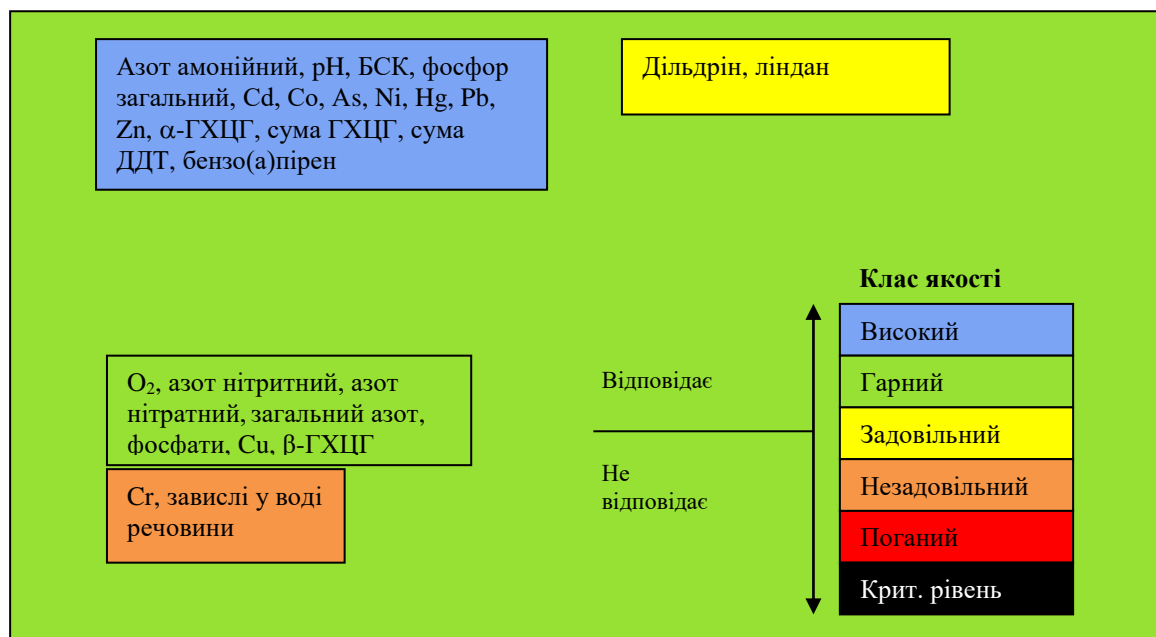 Азот амонійний, pH, БСК, фосфор
загальний, Cd, Co, As, Ni, Hg, Pb,
Zn, α-ГХЦГ, сума ГХЦГ, сума
ДДТ, бензо(а)пірен
Дільдрін, ліндан
O₂, азот нітритний, азот
нітратний, загальний азот,
фосфати, Cu, β-ГХЦГ
Cr, завислі у воді
речовини
Відповідає
Не
відповідає
Клас якості
Високий
Гарний
Задовільний
Незадовільний
Поганий
Крит. рівень